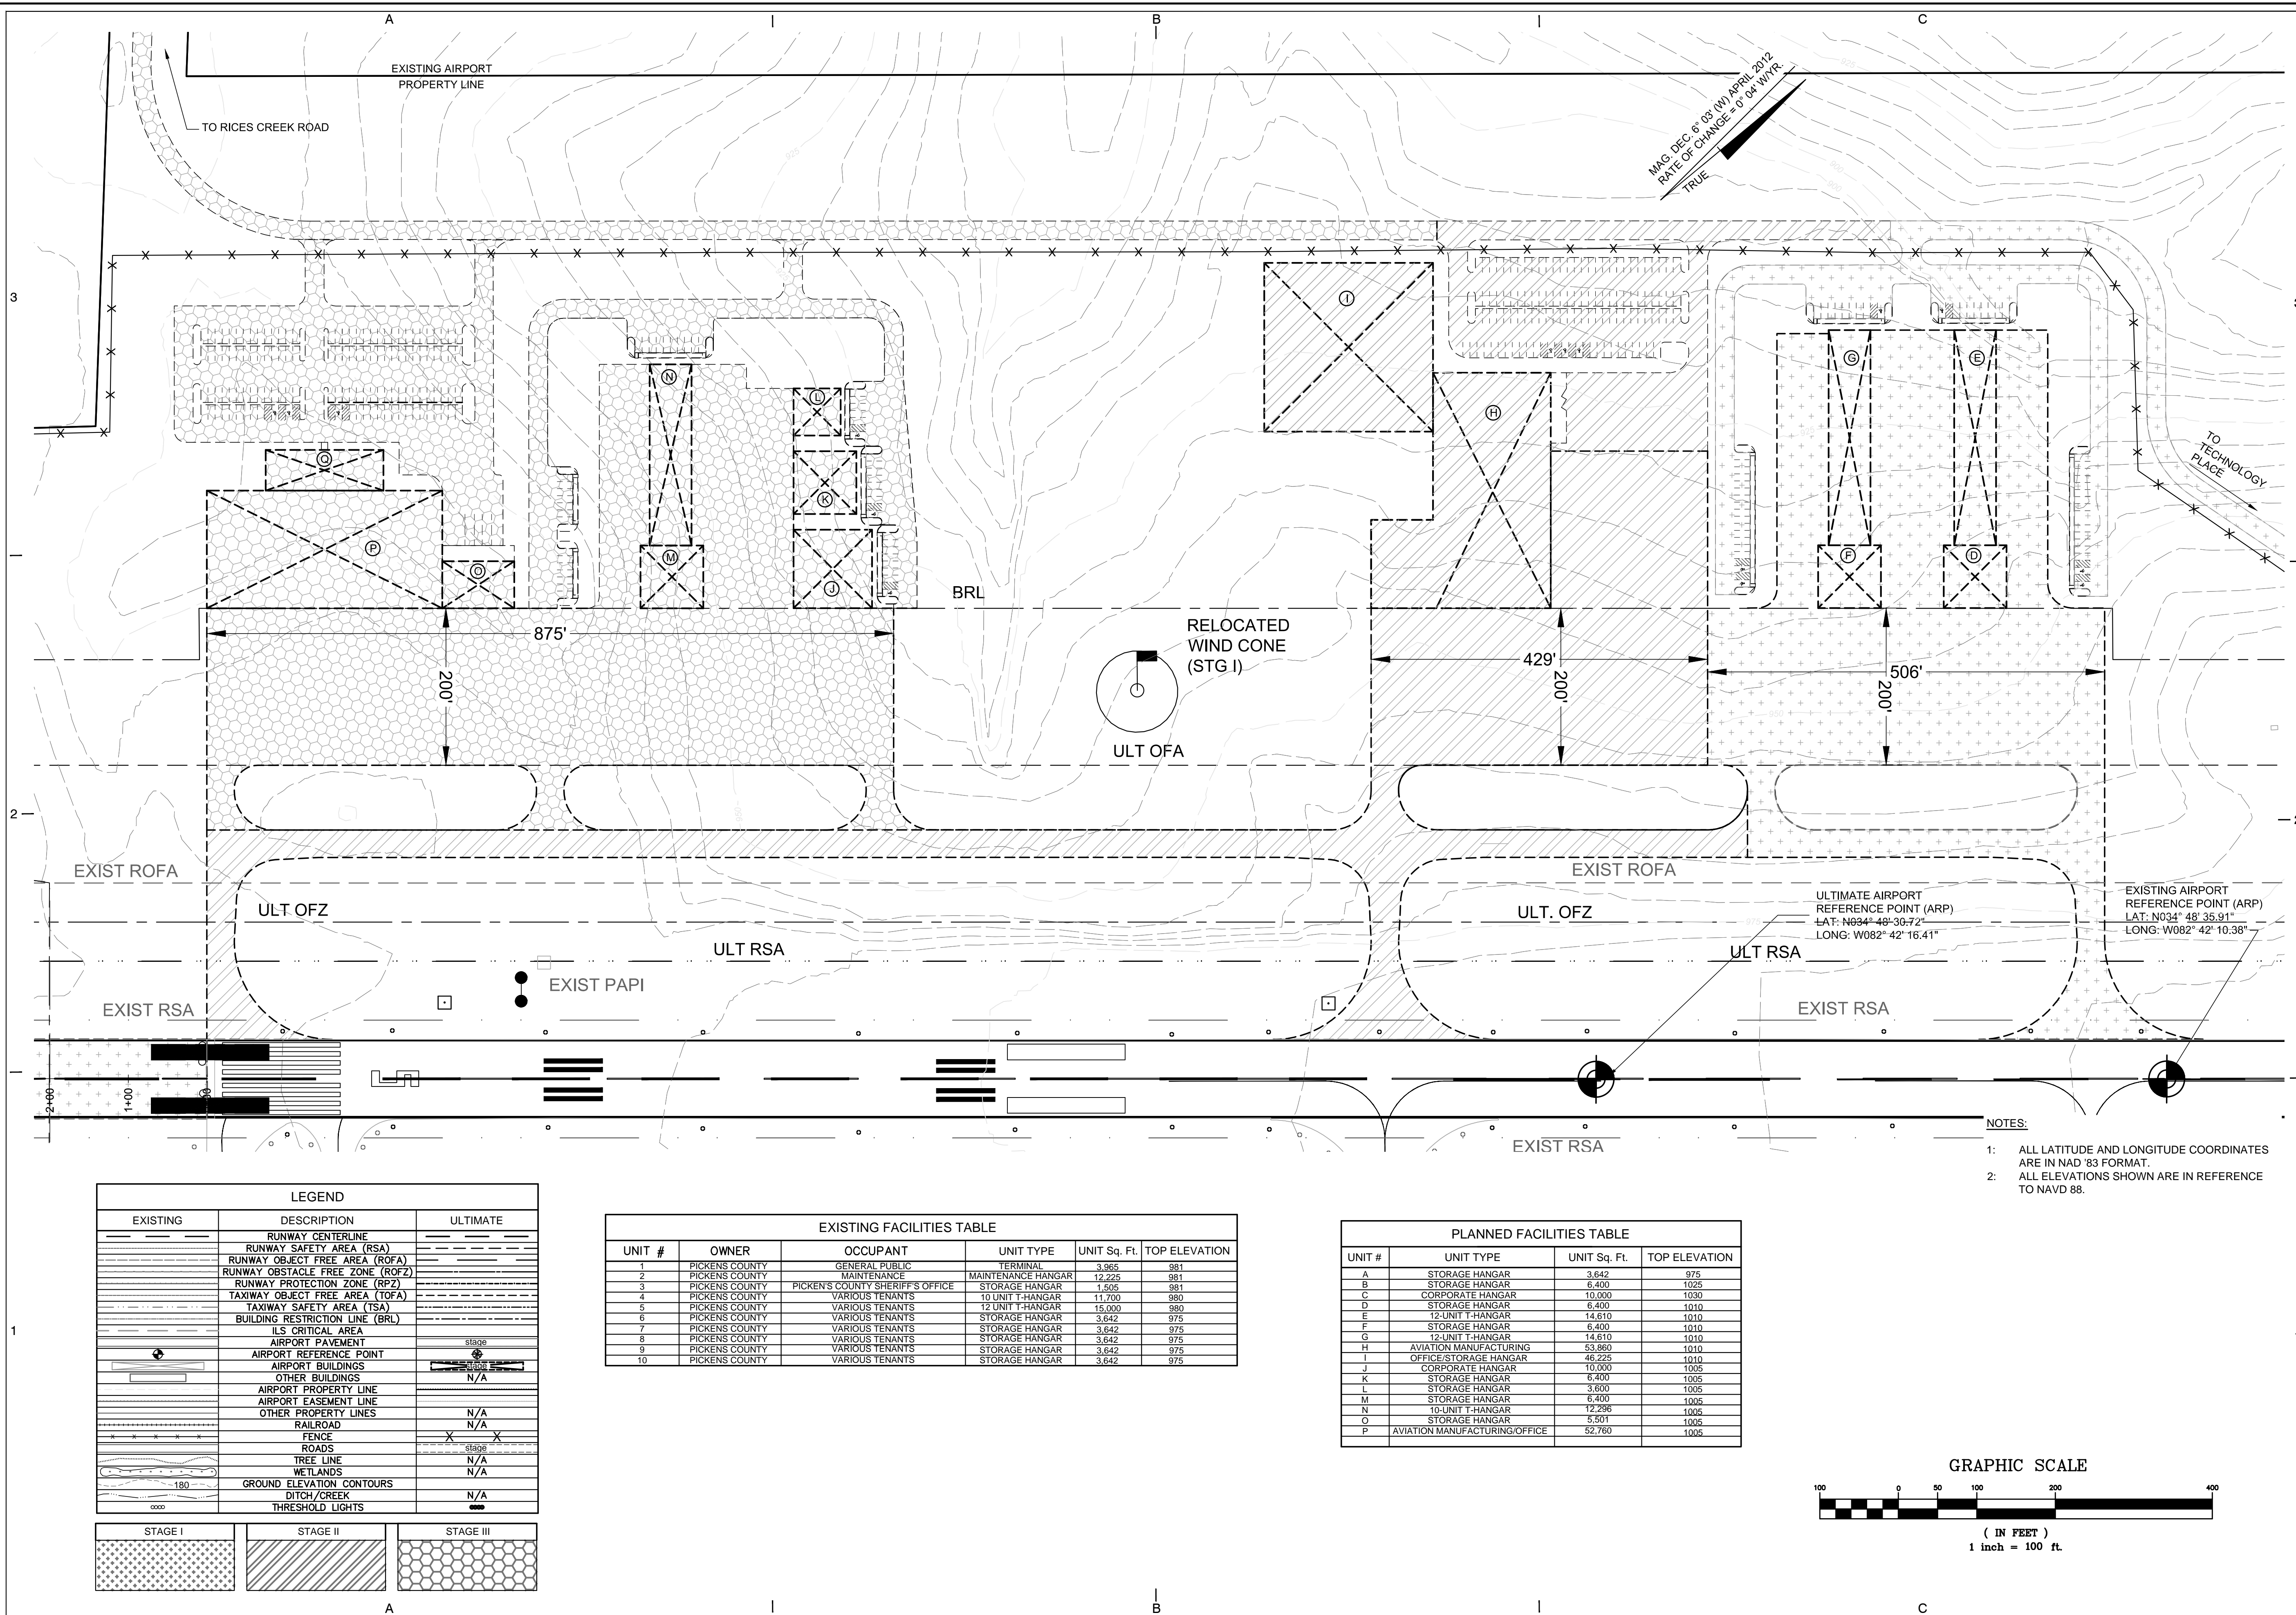 A
B
C
EXISTING AIRPORT
PROPERTY LINE
TO RICES CREEK ROAD
MAG. DEC. 6° 03' (W) APRIL 2012
RATE OF CHANGE = 0° 04' W/YR.
TRUE
3
I
N
L
K
M
J
Q
P
O
H
G
E
F
D
TO
TECHNOLOGY
PLACE
BRL
875'
200'
RELOCATED
WIND CONE
(STG I)
ULT OFA
429'
200'
506'
200'
2
EXIST ROFA
EXIST ROFA
ULT OFZ
ULT. OFZ
ULT RSA
ULT RSA
EXIST PAPI
EXIST RSA
EXIST RSA
ULTIMATE AIRPORT
REFERENCE POINT (ARP)
LAT: N034° 48' 30.72"
LONG: W082° 42' 16.41"
EXISTING AIRPORT
REFERENCE POINT (ARP)
LAT: N034° 48' 35.91"
LONG: W082° 42' 10.38"
2+00
1+00
EXIST RSA
NOTES:
1: ALL LATITUDE AND LONGITUDE COORDINATES
ARE IN NAD '83 FORMAT.
2: ALL ELEVATIONS SHOWN ARE IN REFERENCE
TO NAVD 88.
LEGEND
EXISTING DESCRIPTION ULTIMATE
RUNWAY CENTERLINE
RUNWAY SAFETY AREA (RSA)
RUNWAY OBJECT FREE AREA (ROFA)
RUNWAY OBSTACLE FREE ZONE (ROFZ)
RUNWAY PROTECTION ZONE (RPZ)
TAXIWAY OBJECT FREE AREA (TOFA)
TAXIWAY SAFETY AREA (TSA)
BUILDING RESTRICTION LINE (BRL)
ILS CRITICAL AREA
AIRPORT PAVEMENT stage
AIRPORT REFERENCE POINT
AIRPORT BUILDINGS stage
OTHER BUILDINGS N/A
AIRPORT PROPERTY LINE
AIRPORT EASEMENT LINE
OTHER PROPERTY LINES N/A
RAILROAD N/A
X X X X X FENCE X X
ROADS stage
TREE LINE N/A
WETLANDS N/A
180 GROUND ELEVATION CONTOURS
DITCH/CREEK N/A
THRESHOLD LIGHTS
STAGE I STAGE II STAGE III
EXISTING FACILITIES TABLE
UNIT # OWNER OCCUPANT UNIT TYPE UNIT Sq. Ft. TOP ELEVATION
1 PICKENS COUNTY GENERAL PUBLIC TERMINAL 3,965 981
2 PICKENS COUNTY MAINTENANCE MAINTENANCE HANGAR 12,225 981
3 PICKENS COUNTY PICKEN'S COUNTY SHERIFF'S OFFICE STORAGE HANGAR 1,505 981
4 PICKENS COUNTY VARIOUS TENANTS 10 UNIT T-HANGAR 11,700 980
5 PICKENS COUNTY VARIOUS TENANTS 12 UNIT T-HANGAR 15,000 980
6 PICKENS COUNTY VARIOUS TENANTS STORAGE HANGAR 3,642 975
7 PICKENS COUNTY VARIOUS TENANTS STORAGE HANGAR 3,642 975
8 PICKENS COUNTY VARIOUS TENANTS STORAGE HANGAR 3,642 975
9 PICKENS COUNTY VARIOUS TENANTS STORAGE HANGAR 3,642 975
10 PICKENS COUNTY VARIOUS TENANTS STORAGE HANGAR 3,642 975
PLANNED FACILITIES TABLE
UNIT # UNIT TYPE UNIT Sq. Ft. TOP ELEVATION
A STORAGE HANGAR 3,642 975
B STORAGE HANGAR 6,400 1025
C CORPORATE HANGAR 10,000 1030
D STORAGE HANGAR 6,400 1010
E 12-UNIT T-HANGAR 14,610 1010
F STORAGE HANGAR 6,400 1010
G 12-UNIT T-HANGAR 14,610 1010
H AVIATION MANUFACTURING 53,860 1010
I OFFICE/STORAGE HANGAR 46,225 1010
J CORPORATE HANGAR 10,000 1005
K STORAGE HANGAR 6,400 1005
L STORAGE HANGAR 3,600 1005
M STORAGE HANGAR 6,400 1005
N 10-UNIT T-HANGAR 12,296 1005
O STORAGE HANGAR 5,501 1005
P AVIATION MANUFACTURING/OFFICE 52,760 1005
1
GRAPHIC SCALE
100 0 50 100 200 400
( IN FEET )
1 inch = 100 ft.
A
B
C